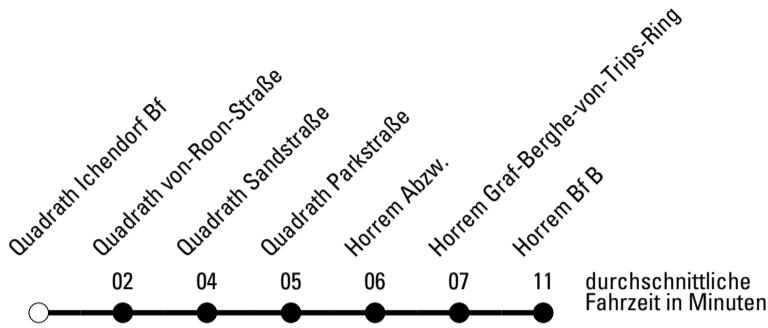 Quadrath Ichendorf Bf
Quadrath von-Roon-Straße
Quadrath Sandstraße
Quadrath Parkstraße
Horrem Abzw.
Horrem Graf-Berghe-von-Trips-Ring
Horrem Bf B
02 04 05 06 07 11 durchschnittliche
Fahrzeit in Minuten